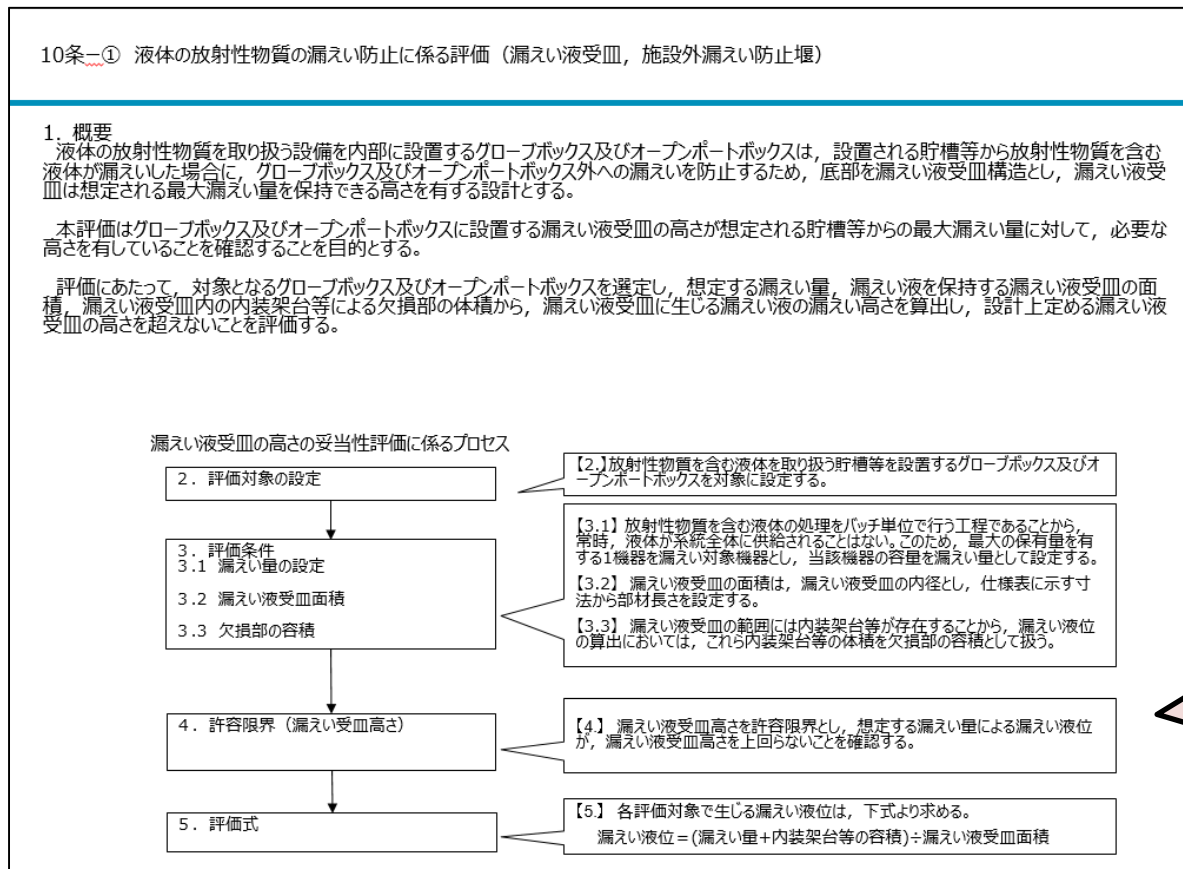 10条－① 液体の放射性物質の漏えい防止に係る評価（漏えい液受皿，施設外漏えい防止堰）
1．概要
液体の放射性物質を取り扱う設備を内部に設置するグローブボックス及びオープンポートボックスは，設置される貯槽等から放射性物質を含む
液体が漏えいした場合に，グローブボックス及びオープンポートボックス外への漏えいを防止するため，底部を漏えい液受皿構造とし，漏えい液受
皿は想定される最大漏えい量を保持できる高さを有する設計とする。
本評価はグローブボックス及びオープンポートボックスに設置する漏えい液受皿の高さが想定される貯槽等からの最大漏えい量に対して，必要な
高さを有していることを確認することを目的とする。
評価にあたって，対象となるグローブボックス及びオープンポートボックスを選定し，想定する漏えい量，漏えい液を保持する漏えい液受皿の面
積，漏えい液受皿内の内装架台等による欠損部の体積から，漏えい液受皿に生じる漏えい液の漏えい高さを算出し，設計上定める漏えい液
受皿の高さを超えないことを評価する。
漏えい液受皿の高さの妥当性評価に係るプロセス
2．評価対象の設定
【2.】放射性物質を含む液体を取り扱う貯槽等を設置するグローブボックス及びオ
ープンポートボックスを対象に設定する。
3．評価条件
3.1 漏えい量の設定
3.2 漏えい液受皿面積
3.3 欠損部の容積
【3.1】放射性物質を含む液体の処理をバッチ単位で行う工程であることから，
常時，液体が系統全体に供給されることはない。このため，最大の保有量を有
する1機器を漏えい対象機器とし，当該機器の容量を漏えい量として設定する。
【3.2】漏えい液受皿の面積は，漏えい液受皿の内径とし，仕様表に示す寸
法から部材長さを設定する。
【3.3】漏えい液受皿の範囲には内装架台等が存在することから，漏えい液位
の算出においては，これら内装架台等の体積を欠損部の容積として扱う。
4．許容限界（漏えい受皿高さ）
【4.】漏えい液受皿高さを許容限界とし，想定する漏えい量による漏えい液位
が，漏えい液受皿高さを上回らないことを確認する。
5．評価式
【5.】各評価対象で生じる漏えい液位は，下式より求める。
漏えい液位＝(漏えい量＋内装架台等の容積)÷漏えい液受皿面積